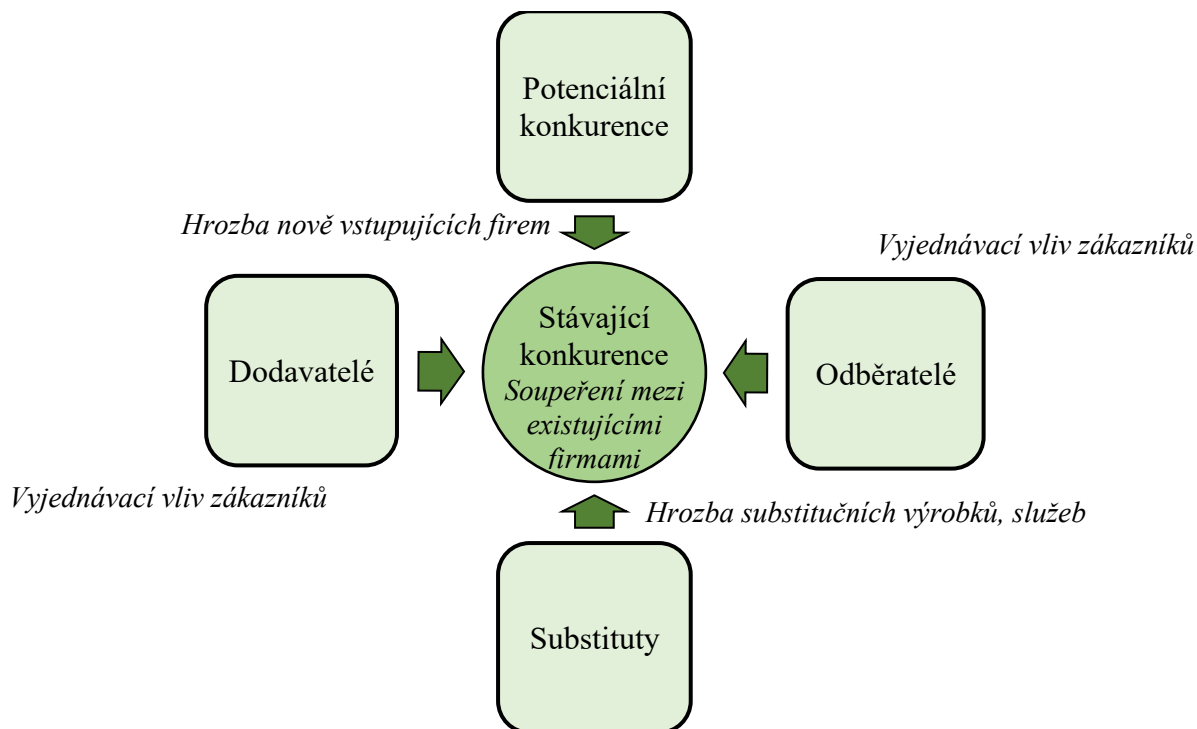 Potenciální
konkurence
Hrozba nově vstupujících firem
Vyjednávací vliv zákazníků
Dodavatelé
Stávající
konkurence
Soupeření mezi
existujícími
firmami
Odběratelé
Vyjednávací vliv zákazníků
Hrozba substitučních výrobků, služeb
Substituty